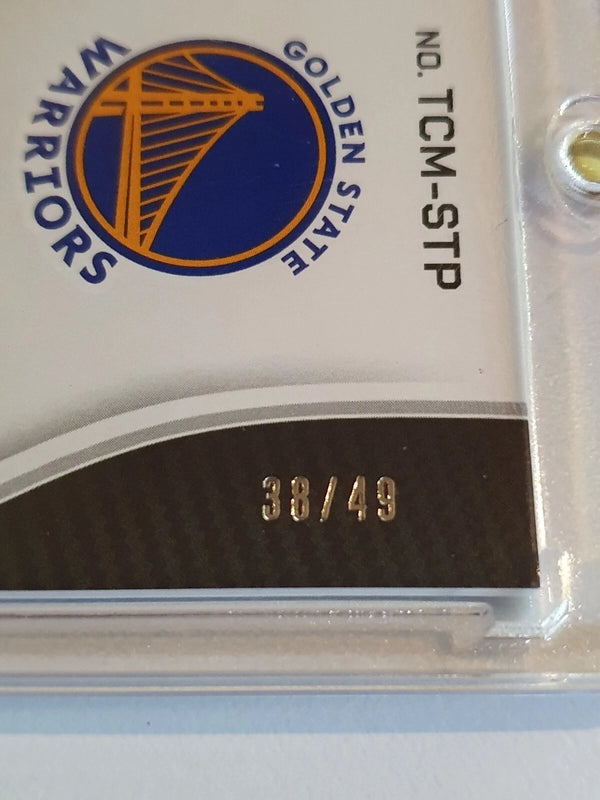 NO. TCM-STP
GOLDEN STATE
WARRIORS
38/49